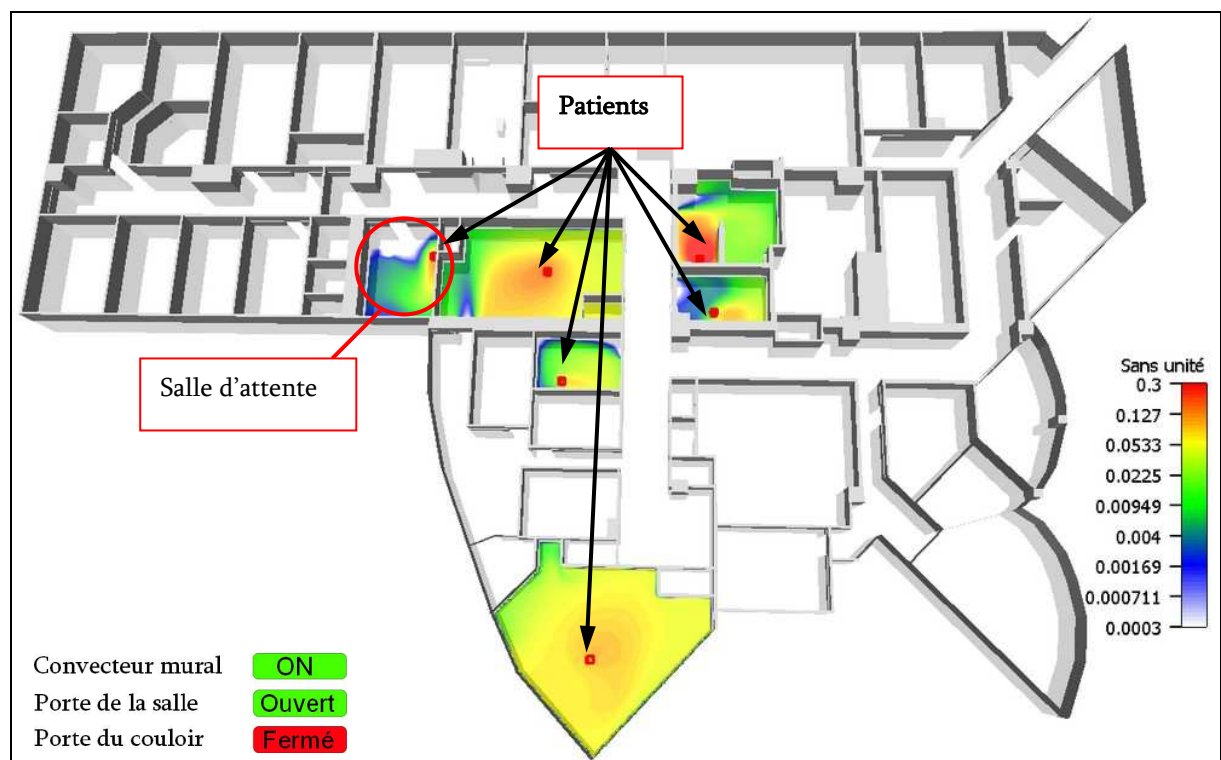 Patients
Salle d'attente
Sans unité
0.3
0.127
0.0533
0.0225
0.00949
0.004
0.00169
0.000711
0.0003
Convecteur mural ON
Porte de la salle Ouvert
Porte du couloir Fermé